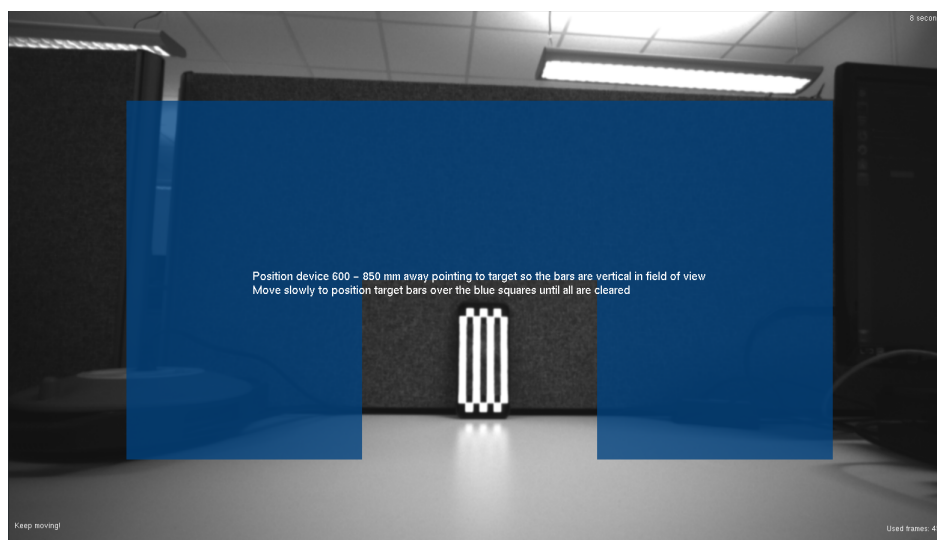 8 secon
Position device 600 – 850 mm away pointing to target so the bars are vertical in field of view
Move slowly to position target bars over the blue squares until all are cleared
Keep moving!
Used frames: 4